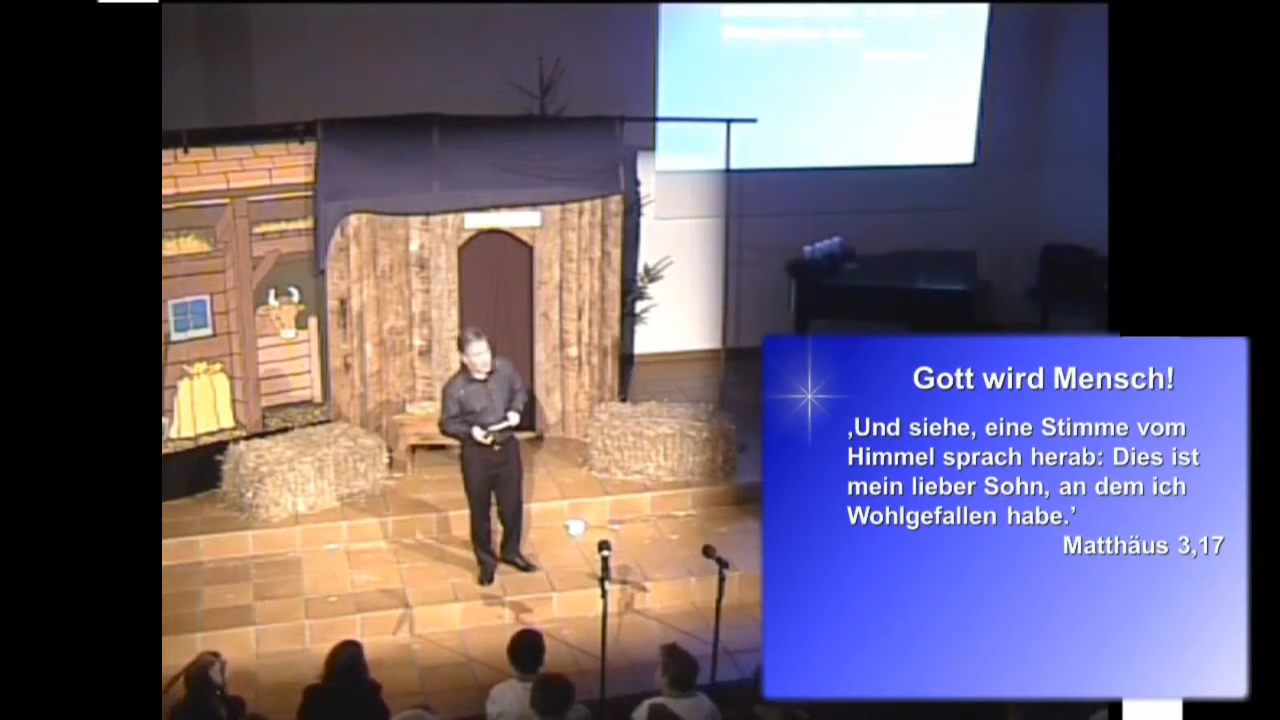 Gott wird Mensch!
‚Und siehe, eine Stimme vom
Himmel sprach herab: Dies ist
mein lieber Sohn, an dem ich
Wohlgefallen habe.’
Matthäus 3,17